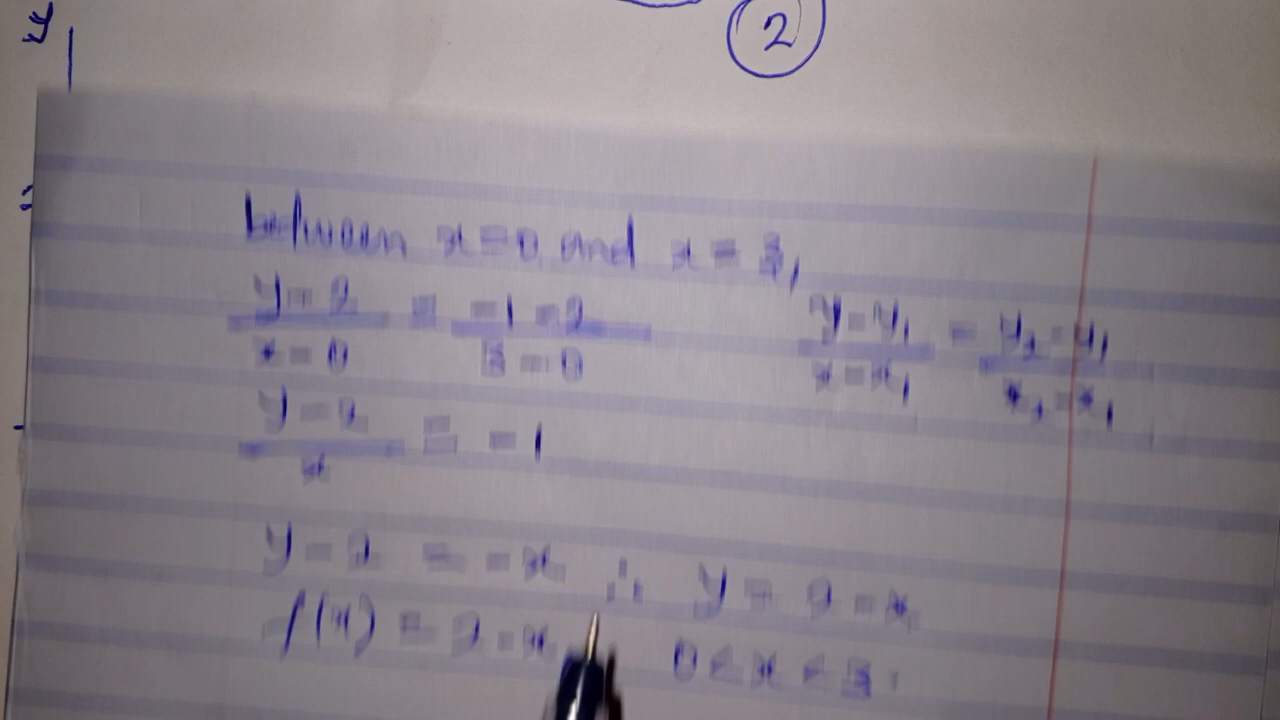 2
between x=0 and x = 3,
y-2/x-0 = -1-2/3-0    y-y₁/x-x₁ = y₂-y₁/x₂-x₁
y-2/x = -1
y-2 = -x ∴ y = 2-x
f(x) = 2-x    0<x<3